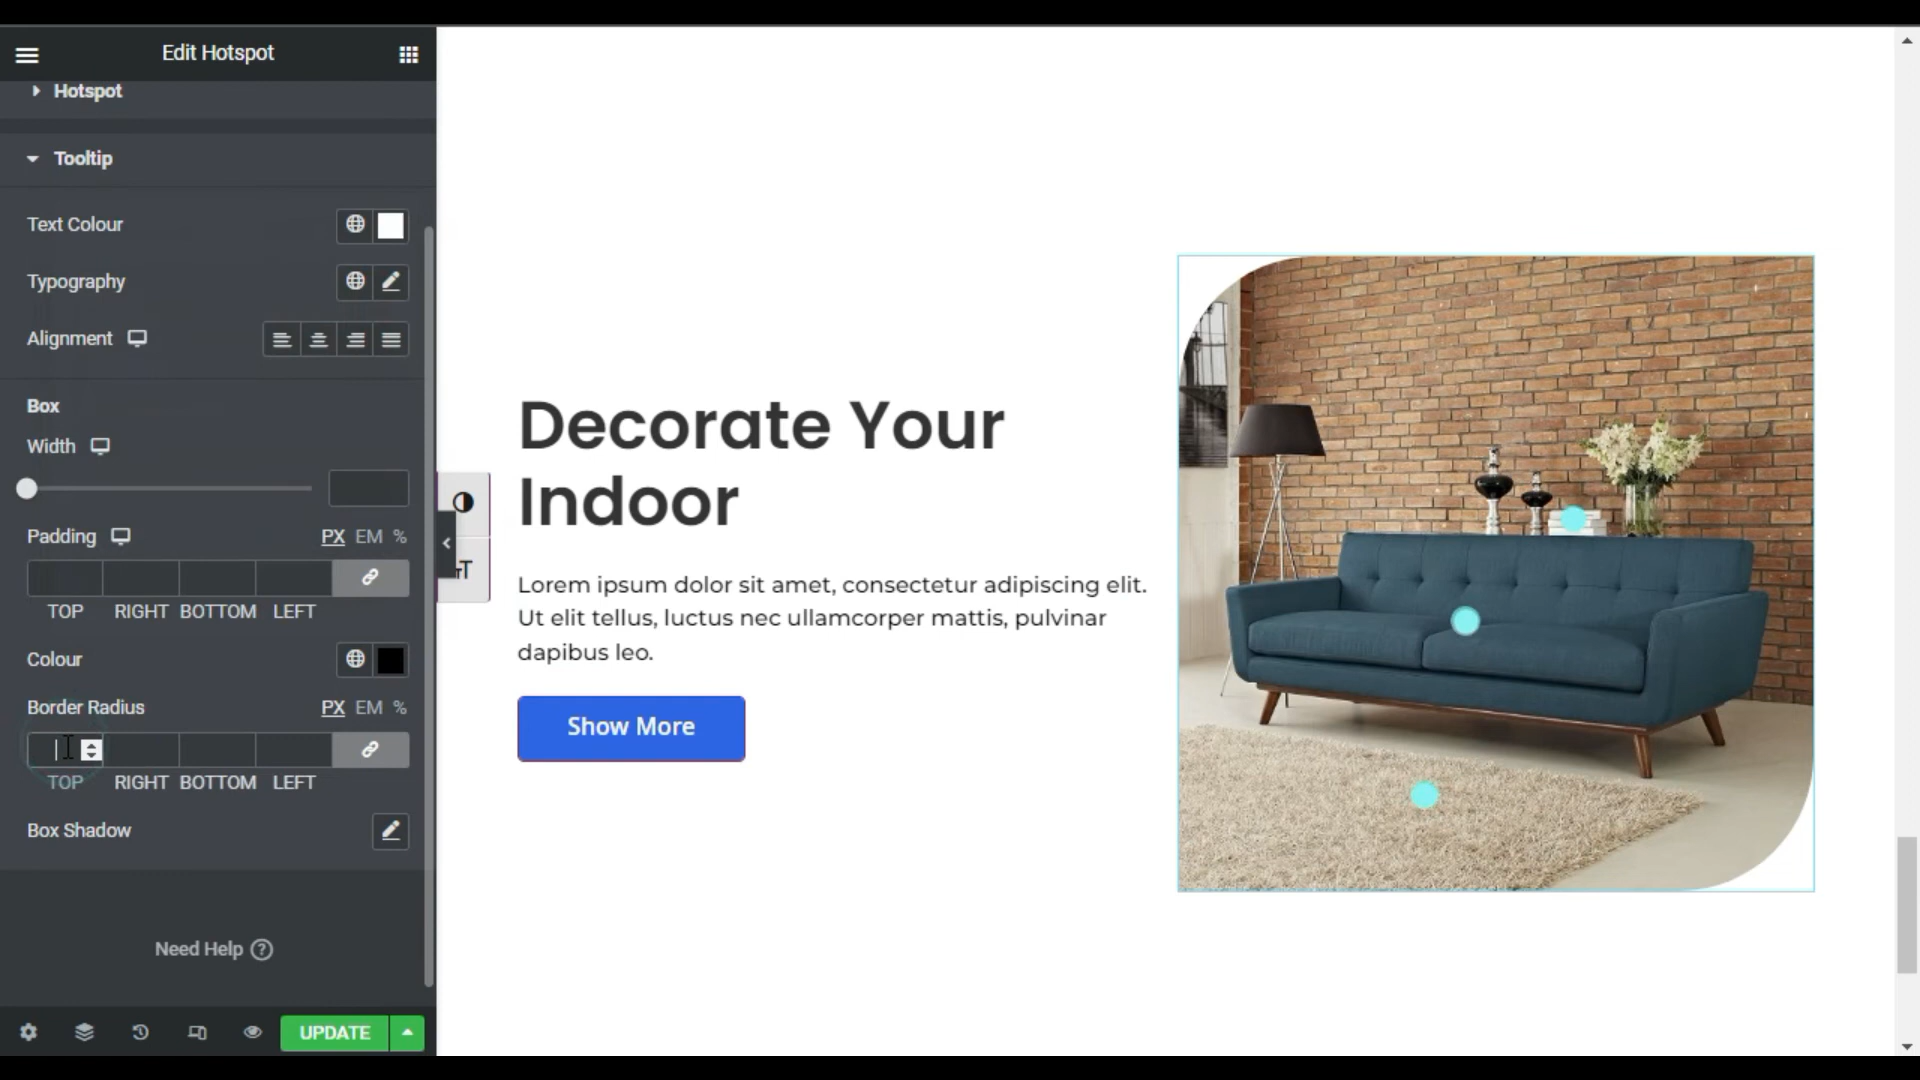 Edit Hotspot
Hotspot
Tooltip
Text Colour
Typography
Alignment
Box
Width
Padding PX EM %
TOP RIGHT BOTTOM LEFT
Colour
Border Radius PX EM %
TOP RIGHT BOTTOM LEFT
Box Shadow
Need Help ?
UPDATE
TT
Decorate Your
Indoor
Lorem ipsum dolor sit amet, consectetur adipiscing elit.
Ut elit tellus, luctus nec ullamcorper mattis, pulvinar
dapibus leo.
Show More